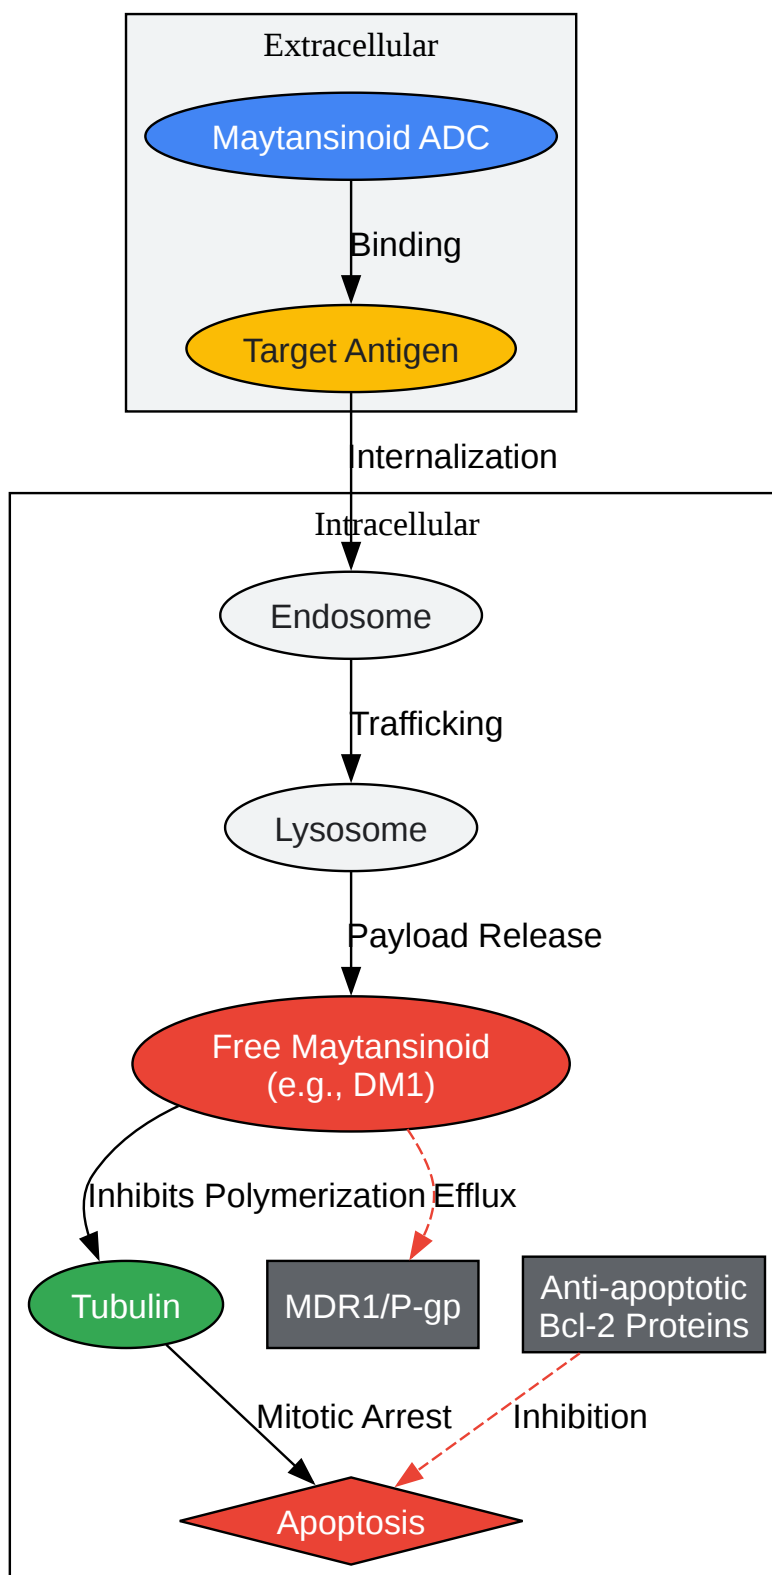 Extracellular
Maytansinoid ADC
Binding
Target Antigen
Internalization
Intracellular
Endosome
Trafficking
Lysosome
Payload Release
Free Maytansinoid
(e.g., DM1)
Inhibits Polymerization
Efflux
Tubulin
MDR1/P-gp
Anti-apoptotic
Bcl-2 Proteins
Mitotic Arrest
Inhibition
Apoptosis